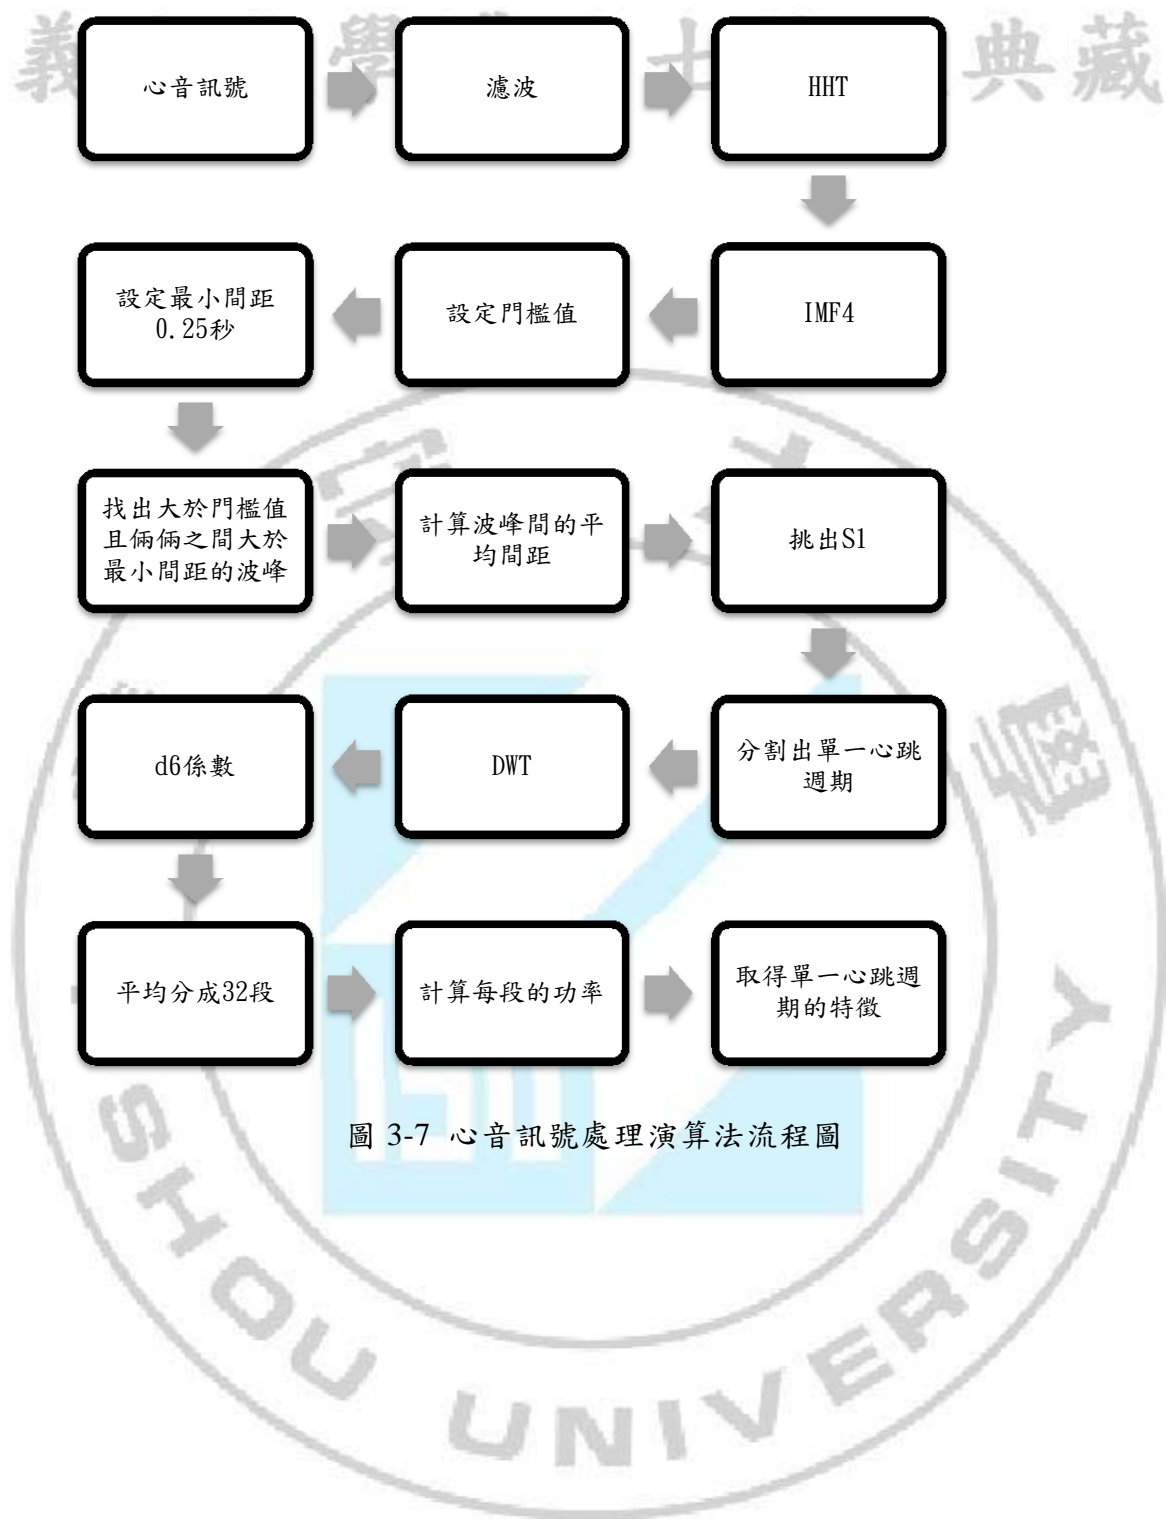 義 學 士 典藏
心音訊號
濾波
HHT
設定最小間距
0.25秒
設定門檻值
IMF4
找出大於門檻值
且倆倆之間大於
最小間距的波峰
計算波峰間的平
均間距
挑出S1
d6係數
DWT
分割出單一心跳
週期
平均分成32段
計算每段的功率
取得單一心跳週
期的特徵
圖 3-7 心音訊號處理演算法流程圖
SHOU UNIVERSITY